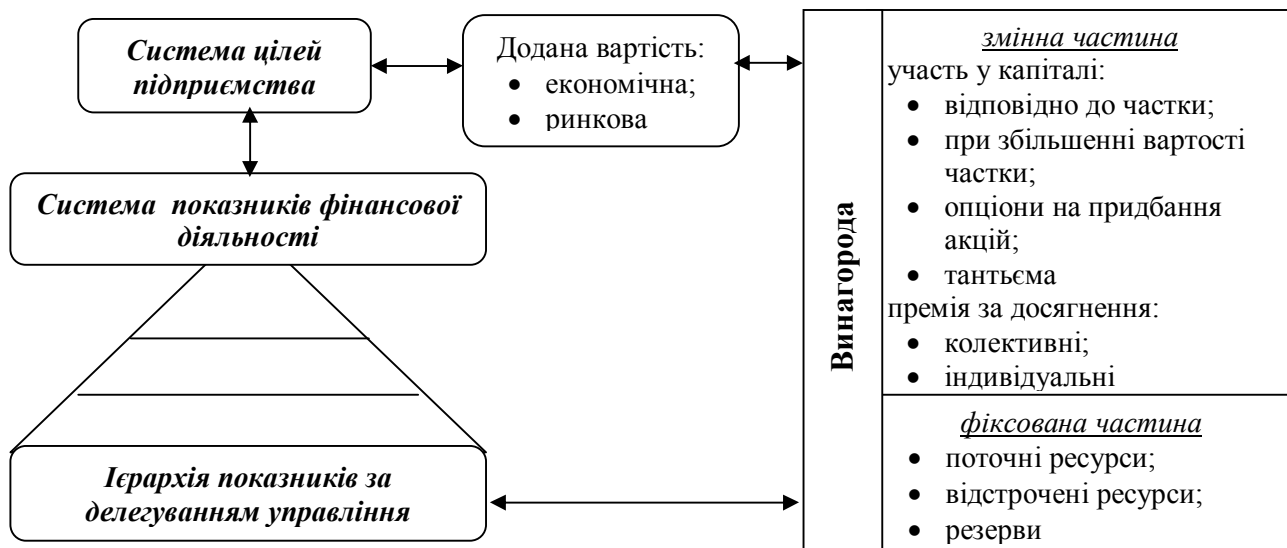 Система цілей
підприємства
Додана вартість:
• економічна;
• ринкова
Система показників фінансової
діяльності
Ієрархія показників за
делегуванням управління
Винагорода
змінна частина
участь у капіталі:
• відповідно до частки;
• при збільшенні вартості
частки;
• опціони на придбання
акцій;
• тантьєма
премія за досягнення:
• колективні;
• індивідуальні
фіксована частина
• поточні ресурси;
• відстрочені ресурси;
• резерви